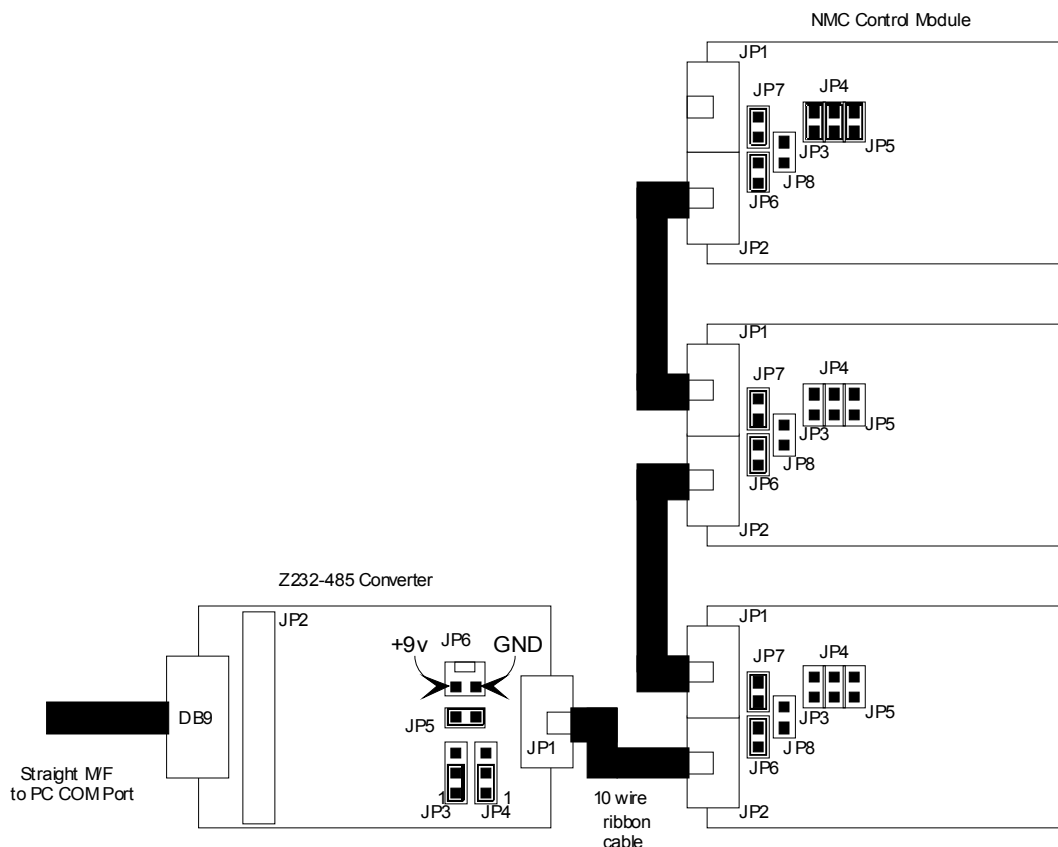 NMC Control Module
JP1
JP7
JP4
JP3
JP5
JP8
JP6
JP2
JP1
JP7
JP4
JP3
JP5
JP8
JP6
JP2
Z232-485 Converter
JP2
+9v
JP6
GND
DB9
JP5
JP1
1
1
JP3
JP4
Straight M/F
to PC COM Port
10 wire
ribbon
cable
JP1
JP7
JP4
JP3
JP5
JP8
JP6
JP2